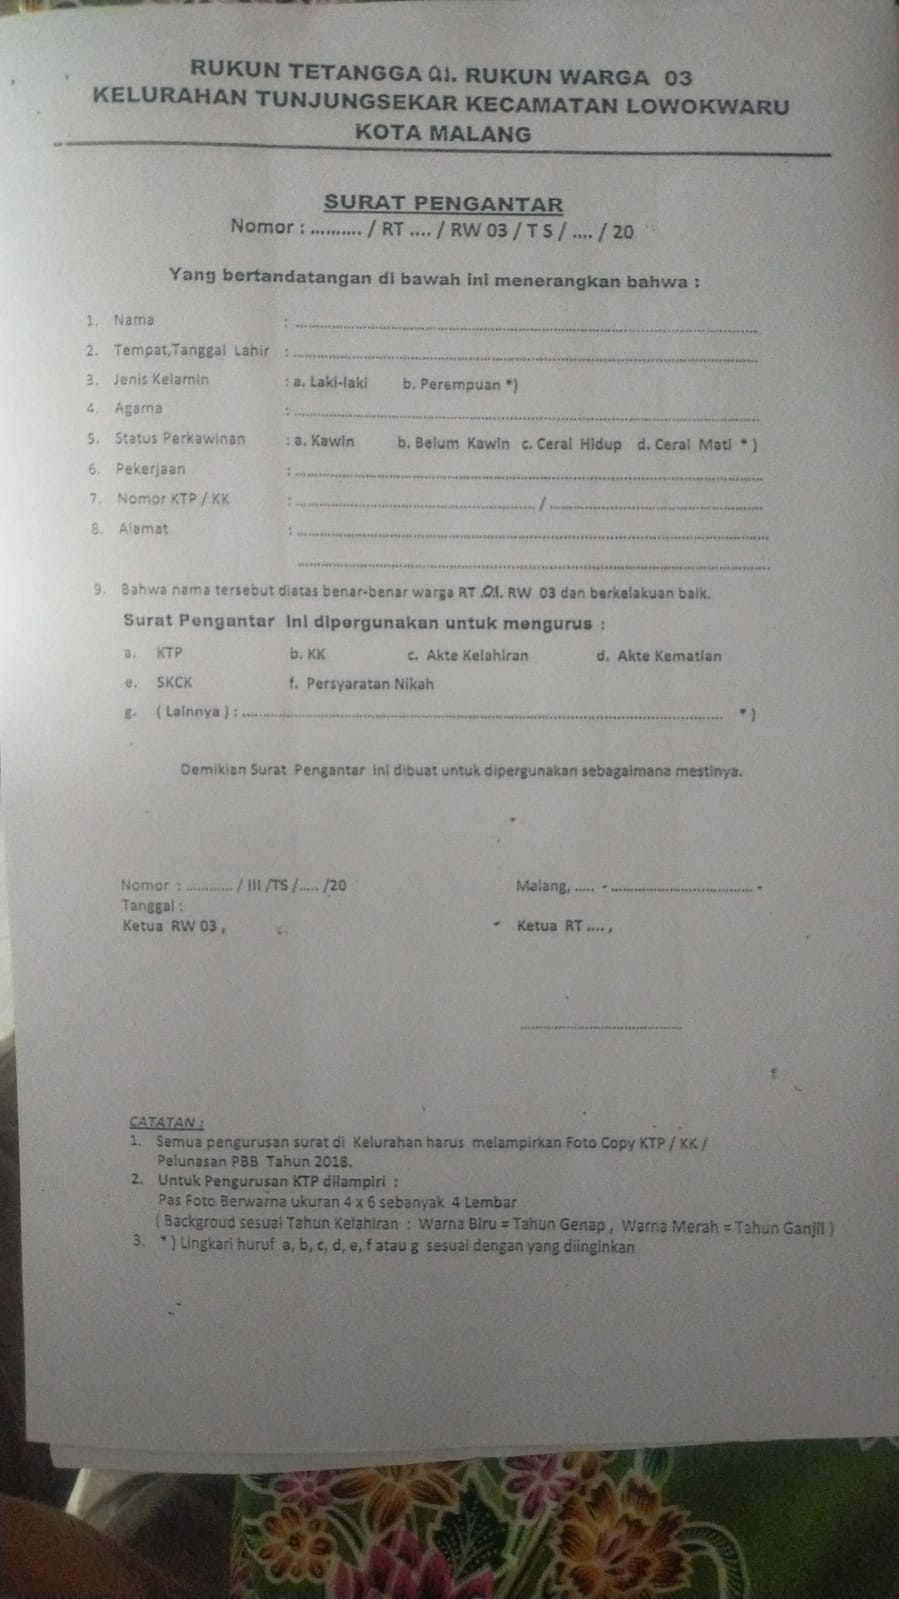 RUKUN TETANGGA 01. RUKUN WARGA 03
KELURAHAN TUNJUNGSEKAR KECAMATAN LOWOKWARU
KOTA MALANG
SURAT PENGANTAR
Nomor : .......... / RT .... / RW 03 / T S / .... / 20
Yang bertandatangan di bawah ini menerangkan bahwa :
1. Nama : ....................
2. Tempat,Tanggal Lahir : ....................
3. Jenis Kelamin : a. Laki-laki b. Perempuan *)
4. Agama : ....................
5. Status Perkawinan : a. Kawin b. Belum Kawin c. Cerai Hidup d. Cerai Mati * )
6. Pekerjaan : ....................
7. Nomor KTP / KK : .................... / ....................
8. Alamat : ....................
....................
9. Bahwa nama tersebut diatas benar-benar warga RT .01. RW 03 dan berkelakuan baik.
Surat Pengantar ini dipergunakan untuk mengurus :
a. KTP b. KK c. Akte Kelahiran d. Akte Kematian
e. SKCK f. Persyaratan Nikah
g. ( Lainnya ) : .................... * )
Demikian Surat Pengantar ini dibuat untuk dipergunakan sebagaimana mestinya.
Nomor : ............ / III /TS /..... /20 Malang, ..... - .................... -
Tanggal :
Ketua RW 03 , Ketua RT .... ,
....................
CATATAN :
1. Semua pengurusan surat di Kelurahan harus melampirkan Foto Copy KTP / KK /
Pelunasan PBB Tahun 2018.
2. Untuk Pengurusan KTP dilampiri :
Pas Foto Berwarna ukuran 4 x 6 sebanyak 4 Lembar
( Backgroud sesuai Tahun Kelahiran : Warna Biru = Tahun Genap , Warna Merah = Tahun Ganjil )
3. * ) Lingkari huruf a, b, c, d, e, f atau g sesuai dengan yang diinginkan